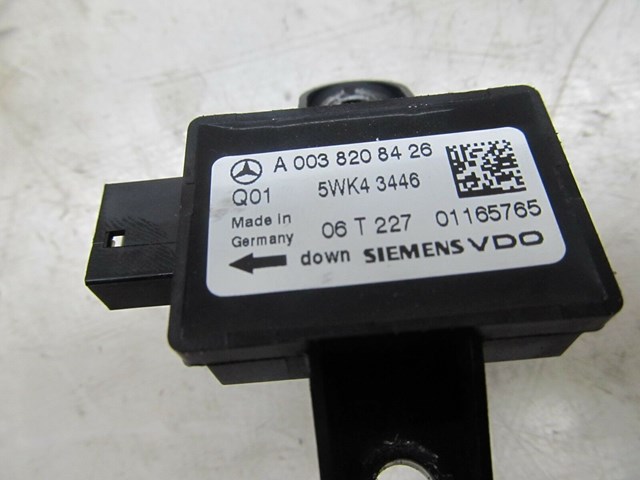 A 003 820 84 26
Q01 5WK4 3446
Made in Germany
06 T 227 01165765
down SIEMENS VDO